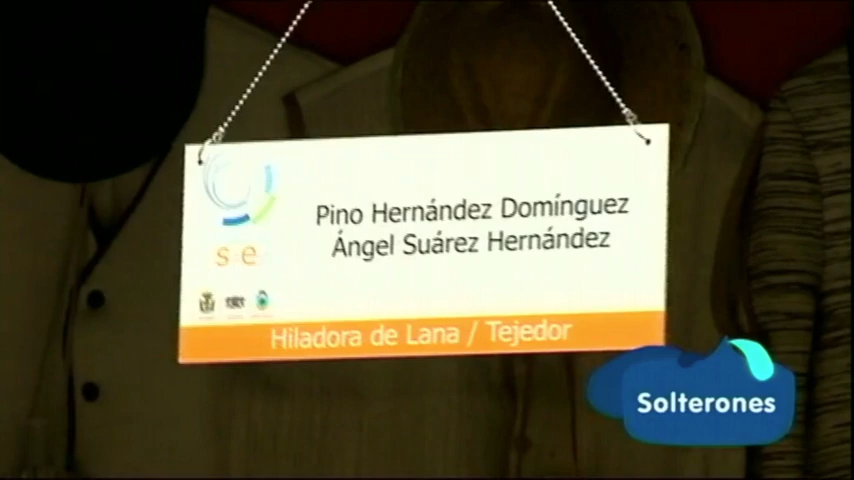 Pino Hernández Domínguez
Ángel Suárez Hernández
Hiladora de Lana / Tejedor
Solterones